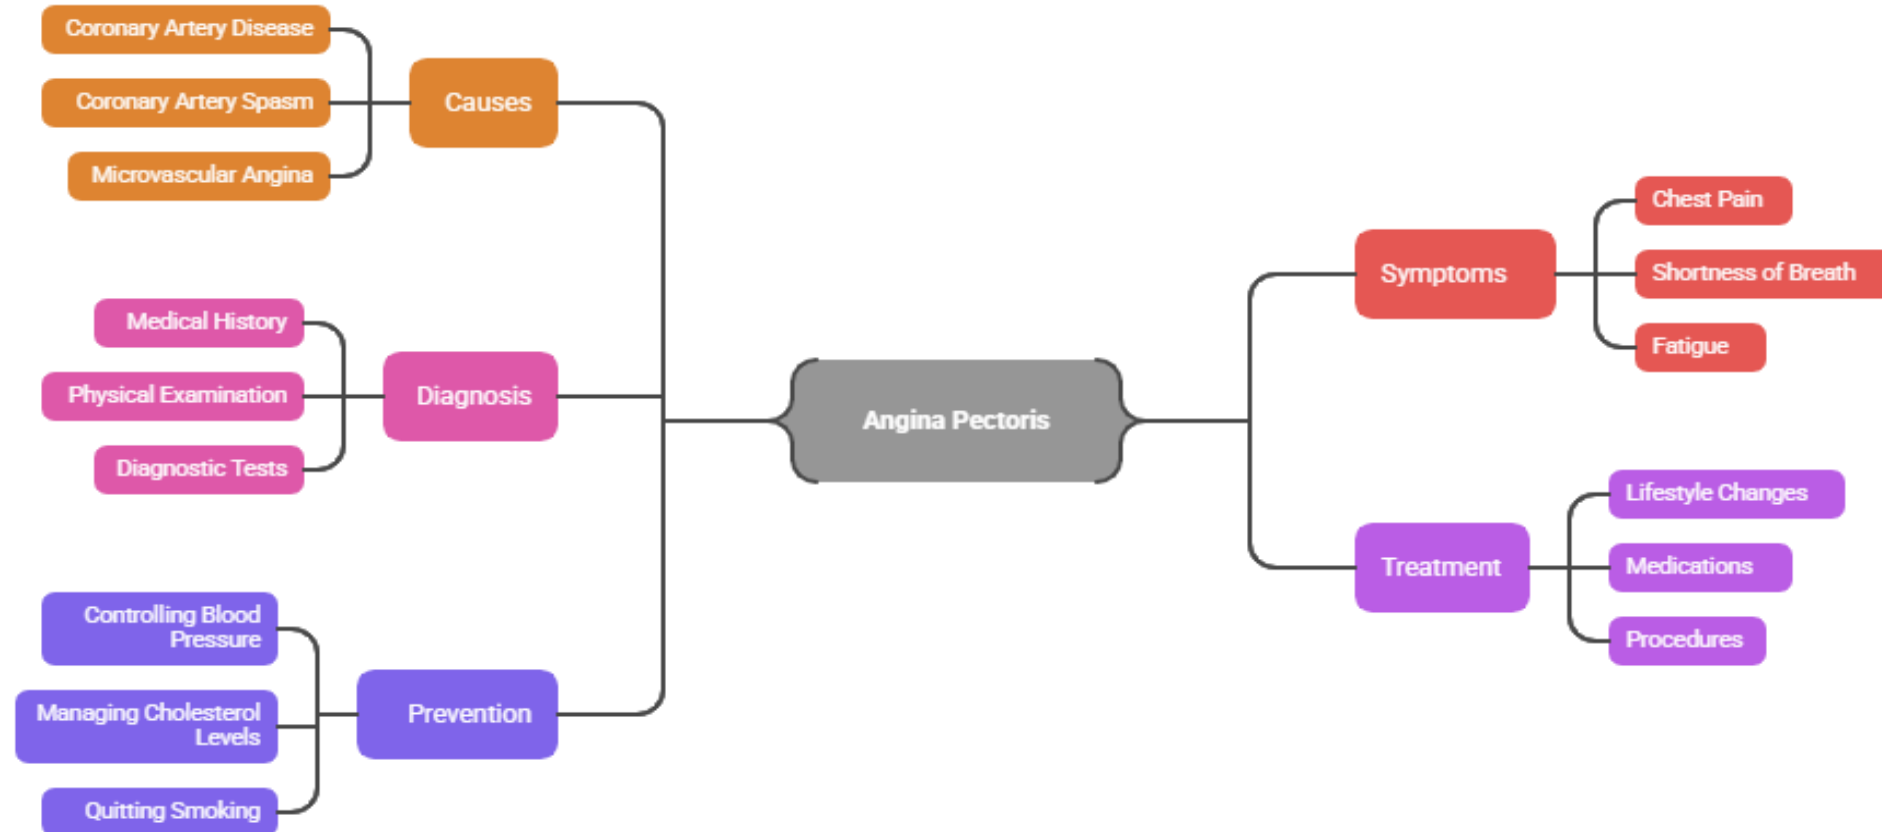 Coronary Artery Disease
Coronary Artery Spasm
Microvascular Angina
Causes
Medical History
Physical Examination
Diagnostic Tests
Diagnosis
Controlling Blood
Pressure
Managing Cholesterol
Levels
Quitting Smoking
Prevention
Angina Pectoris
Symptoms
Chest Pain
Shortness of Breath
Fatigue
Treatment
Lifestyle Changes
Medications
Procedures